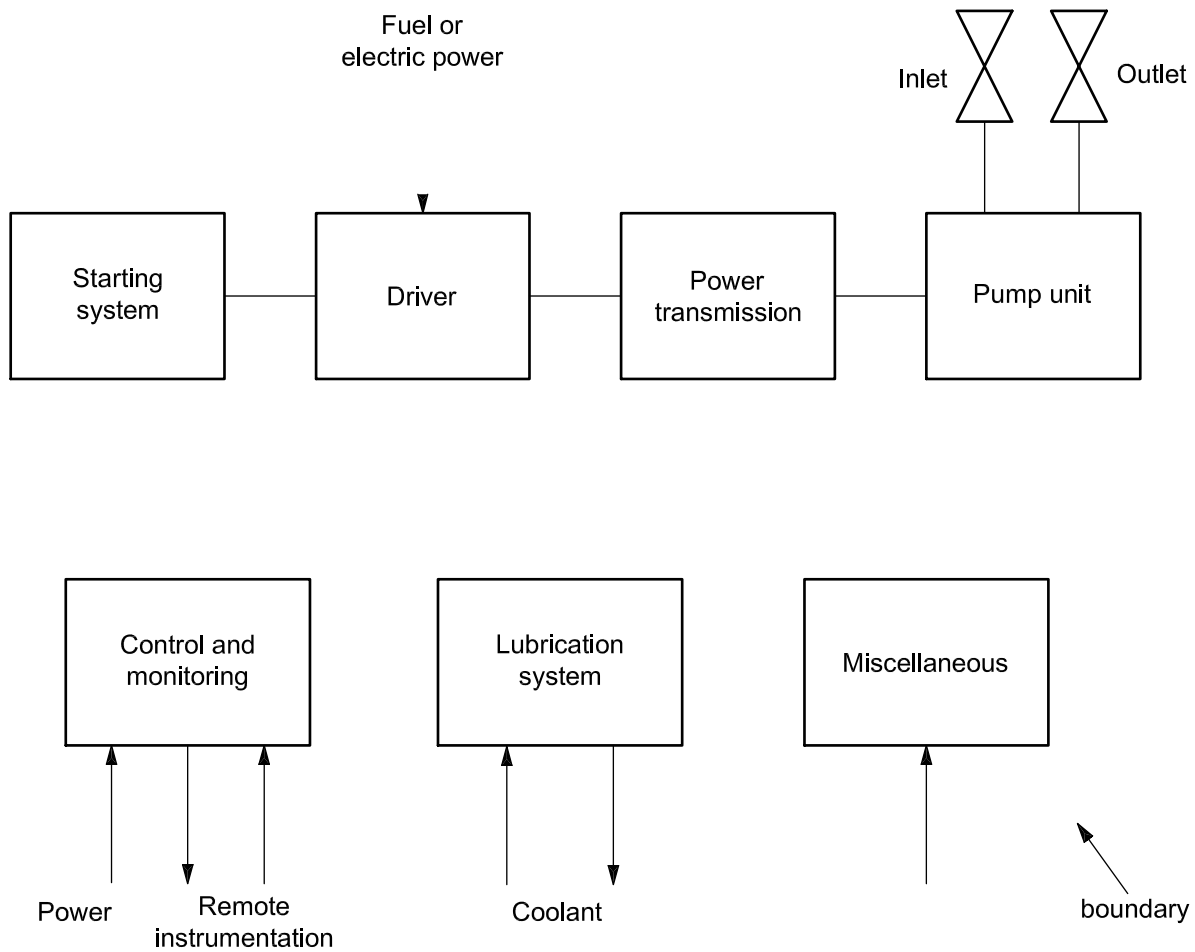 Fuel or
electric power
Inlet
Outlet
Starting
system
Driver
Power
transmission
Pump unit
Control and
monitoring
Lubrication
system
Miscellaneous
Power
Remote
instrumentation
Coolant
boundary